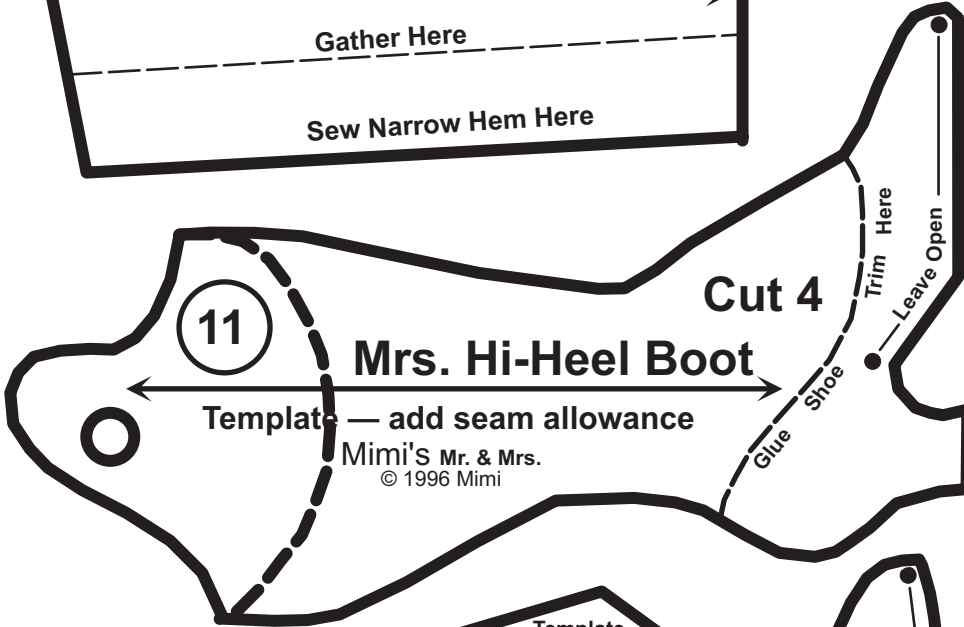 Gather Here
Sew Narrow Hem Here
Cut 4
Trim Here
Leave Open
11
Mrs. Hi-Heel Boot
Glue Shoe
Template — add seam allowance
Mimi's Mr. & Mrs.
© 1996 Mimi
Template